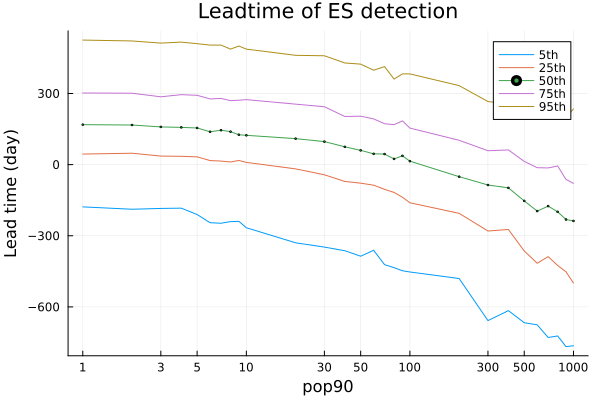 Leadtime of ES detection
5th
25th
50th
75th
95th
300
0
−300
−600
Lead time (day)
1 3 5 10 30 50 100 300 500 1000
pop90